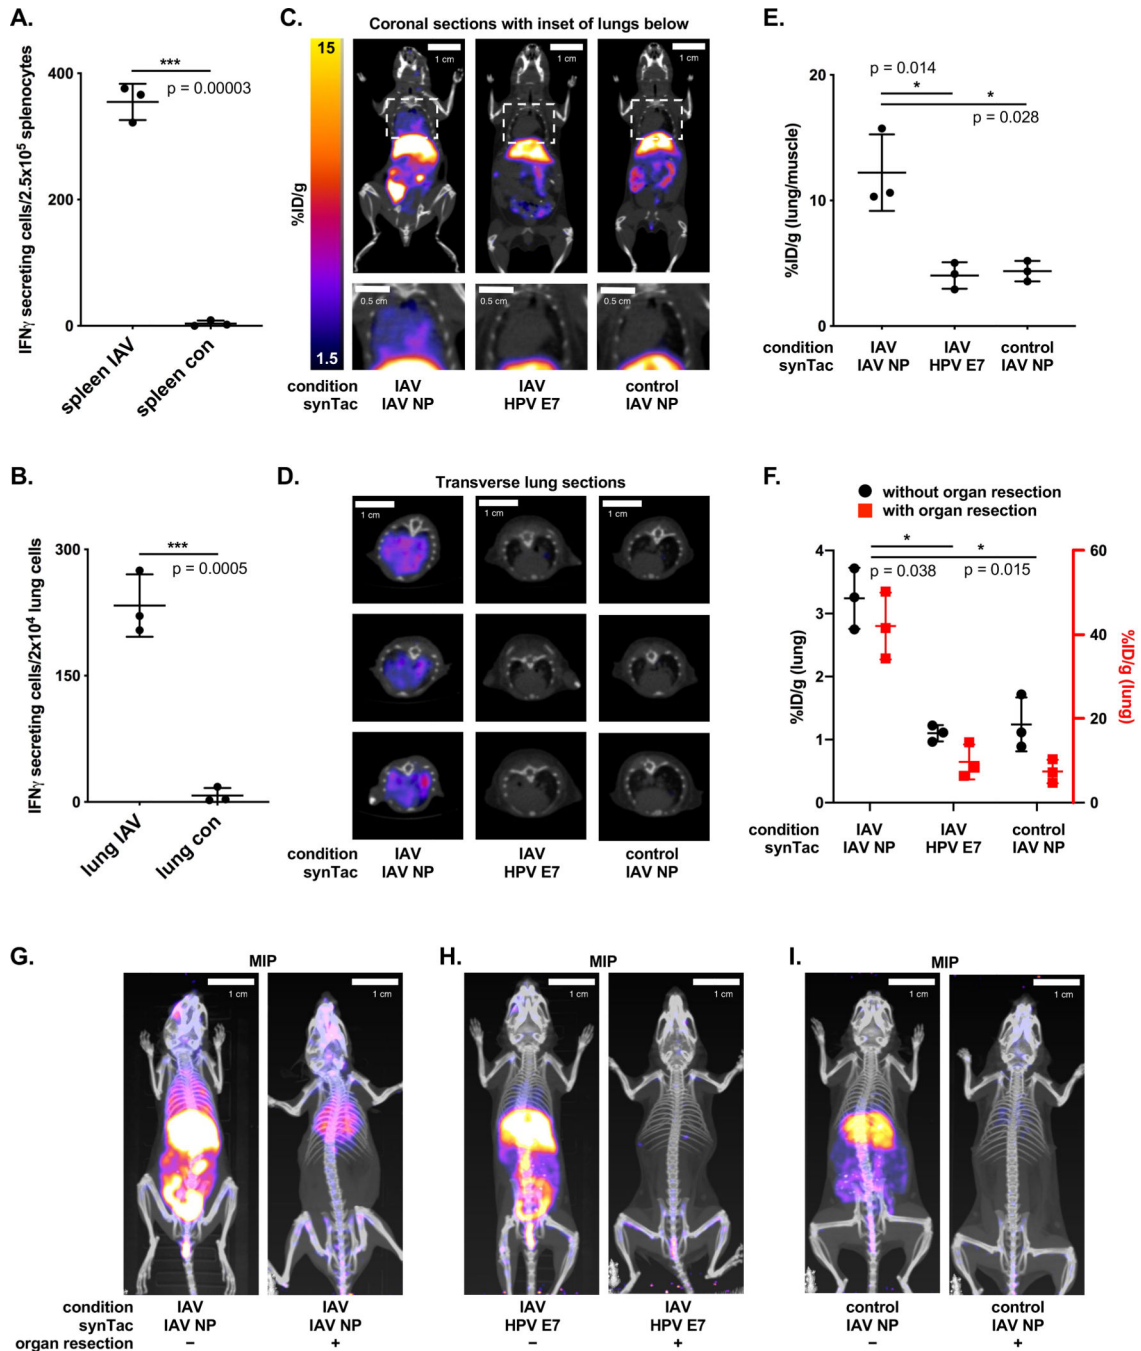 A.
IFNγ secreting cells/2.5x10⁵ splenocytes
400
200
0
***
p = 0.00003
spleen IAV
spleen con
C.
Coronal sections with inset of lungs below
%ID/g
15
1.5
1 cm
1 cm
1 cm
0.5 cm
0.5 cm
0.5 cm
condition IAV IAV control
synTac IAV NP HPV E7 IAV NP
E.
%ID/g (lung/muscle)
20
10
0
p = 0.014
*
*
p = 0.028
condition IAV IAV control
synTac IAV NP HPV E7 IAV NP
B.
IFNγ secreting cells/2x10⁴ lung cells
300
150
0
***
p = 0.0005
lung IAV
lung con
D.
Transverse lung sections
1 cm
1 cm
1 cm
condition IAV IAV control
synTac IAV NP HPV E7 IAV NP
F.
without organ resection
with organ resection
%ID/g (lung)
4
3
2
1
0
*
*
p = 0.038
p = 0.015
60
40
20
0
%ID/g (lung)
condition IAV IAV control
synTac IAV NP HPV E7 IAV NP
G.
MIP
1 cm
1 cm
condition IAV IAV
synTac IAV NP IAV NP
organ resection − +
H.
MIP
1 cm
1 cm
IAV IAV
HPV E7 HPV E7
− +
I.
MIP
1 cm
1 cm
control control
IAV NP IAV NP
− +